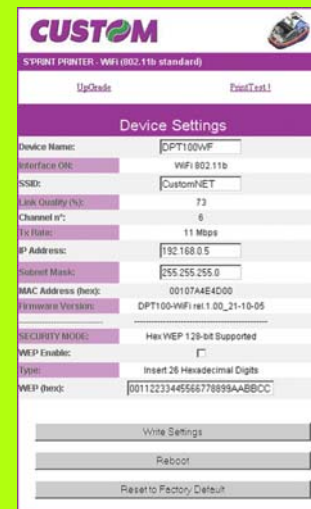 CUSTOM
S'PRINT PRINTER - WiFi (802.11b standard)
UpGrade PrintTest !
Device Settings
Device Name: DPT100WF
Interface ON: WiFi 802.11b
SSID: CustomNET
Link Quality (%): 73
Channel n°: 6
Tx Rate: 11 Mbps
IP Address: 192.168.0.5
Subnet Mask: 255.255.255.0
MAC Address (hex): 00107A4E4D00
Firmware Version: DPT100-WiFi rel.1.00_21-10-05
SECURITY MODE: Hex WEP 128-bit Supported
WEP Enable:
Type: Insert 26 Hexadecimal Digits
WEP (hex): 00112233445566778899AABBCC
Write Settings
Reboot
Reset to Factory Default